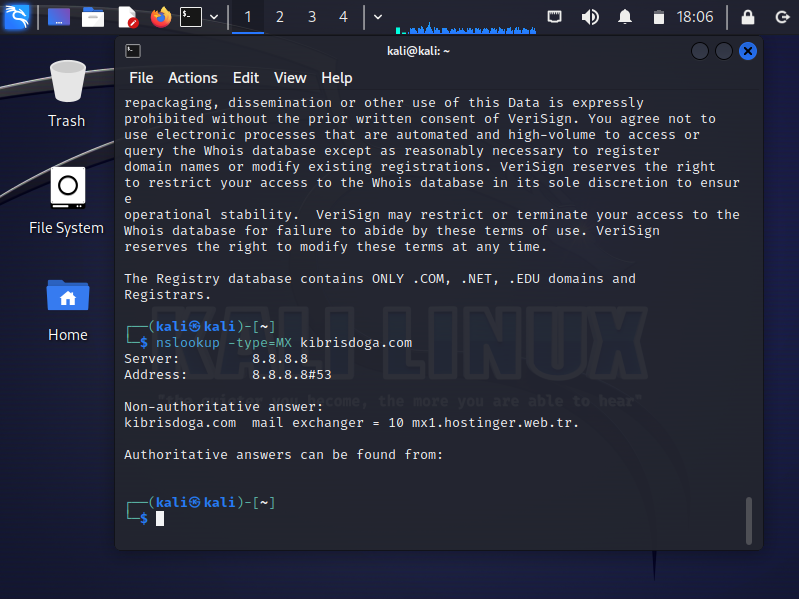 1 2 3 4 18:06
kali@kali: ~
File Actions Edit View Help
Trash
File System
Home
repackaging, dissemination or other use of this Data is expressly
prohibited without the prior written consent of VeriSign. You agree not to
use electronic processes that are automated and high-volume to access or
query the Whois database except as reasonably necessary to register
domain names or modify existing registrations. VeriSign reserves the right
to restrict your access to the Whois database in its sole discretion to ensur
e
operational stability.  VeriSign may restrict or terminate your access to the
Whois database for failure to abide by these terms of use. VeriSign
reserves the right to modify these terms at any time.
The Registry database contains ONLY .COM, .NET, .EDU domains and
Registrars.
┌──(kali㉿kali)-[~]
└─$ nslookup -type=MX kibrisdoga.com
Server:         8.8.8.8
Address:        8.8.8.8#53
Non-authoritative answer:
kibrisdoga.com  mail exchanger = 10 mx1.hostinger.web.tr.
Authoritative answers can be found from:
┌──(kali㉿kali)-[~]
└─$
KALI LINUX
"the quieter you become, the more you are able to hear"